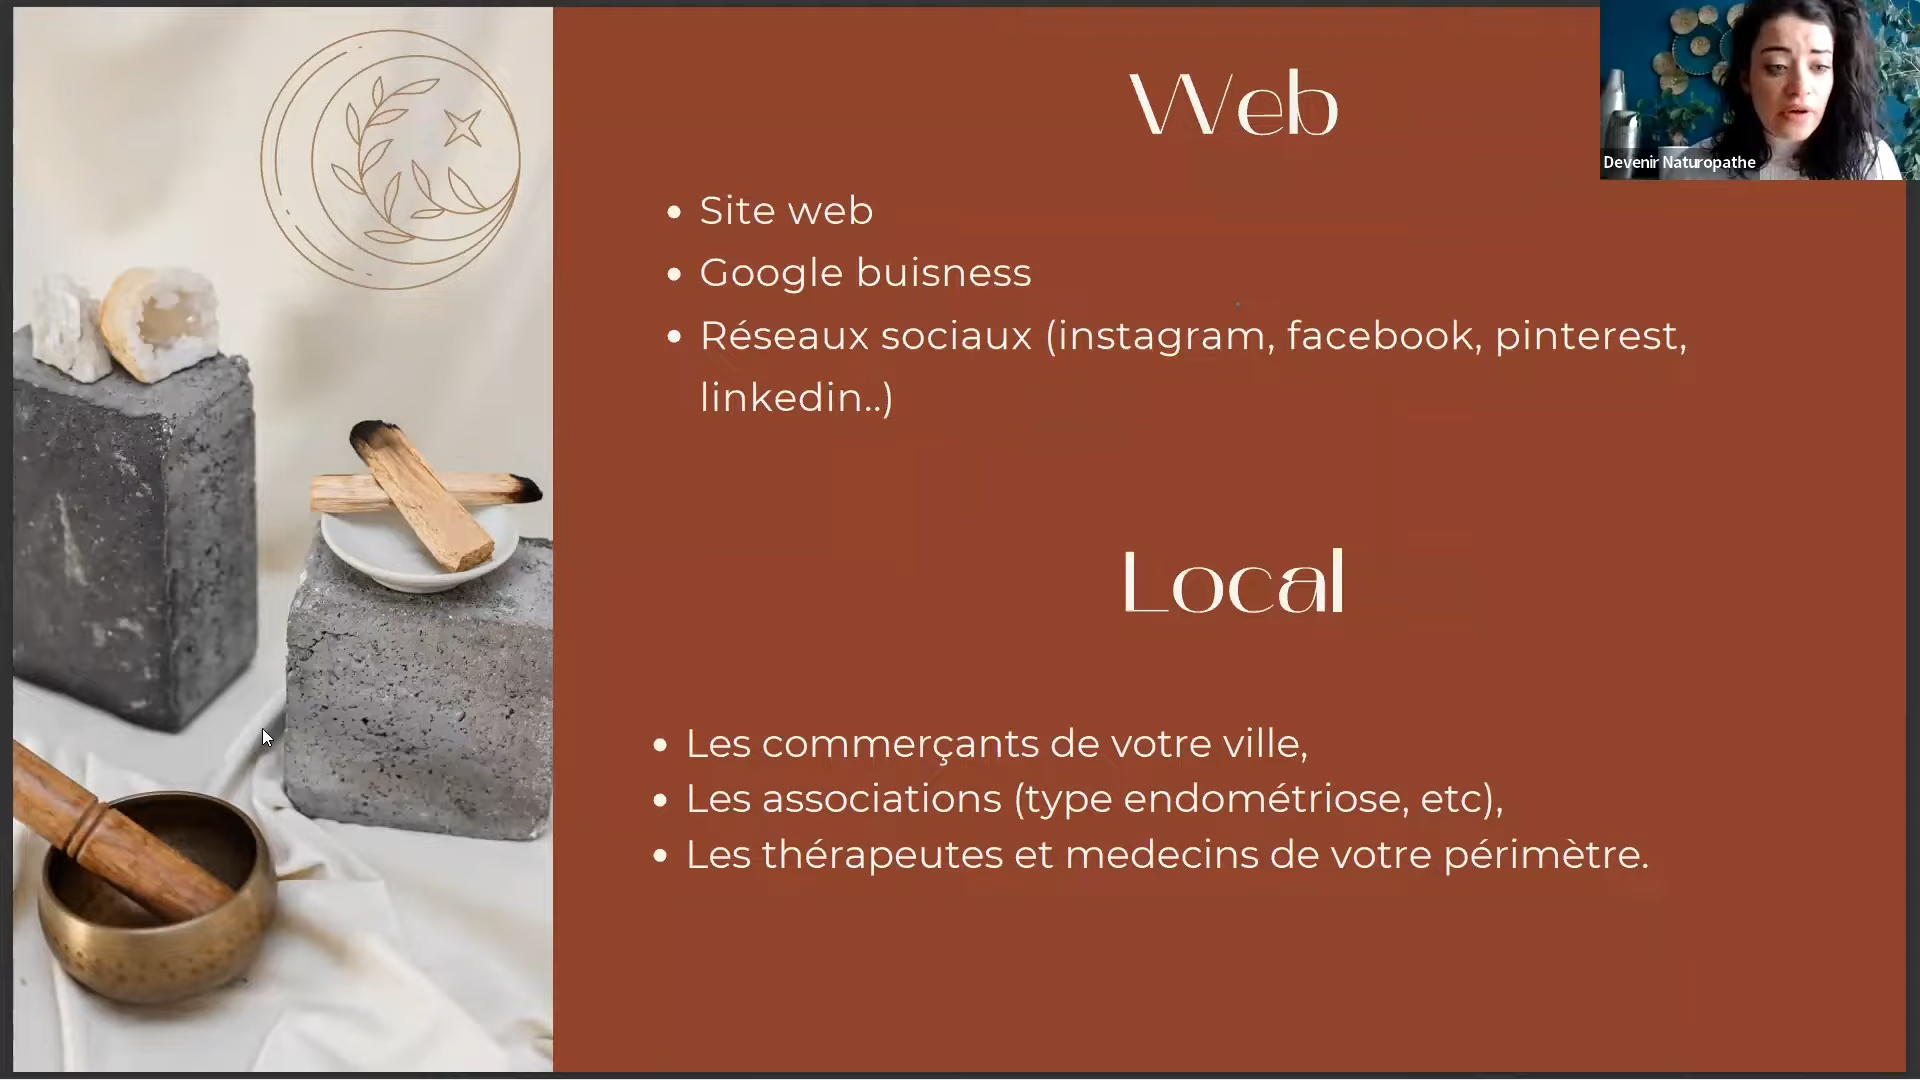 Web
Devenir Naturopathe
Site web
Google buisness
Réseaux sociaux (instagram, facebook, pinterest,
linkedin..)
Local
Les commerçants de votre ville,
Les associations (type endométriose, etc),
Les thérapeutes et medecins de votre périmètre.